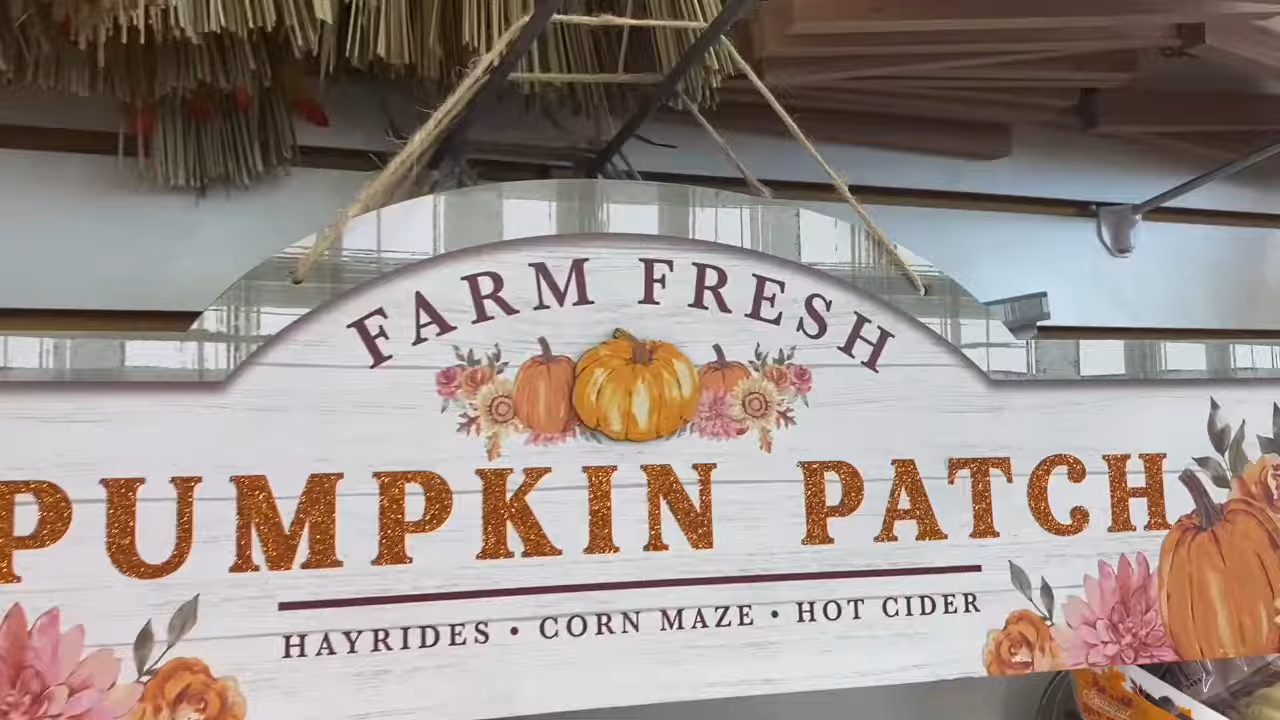 FARM FRESH
PUMPKIN PATCH
HAYRIDES • CORN MAZE • HOT CIDER